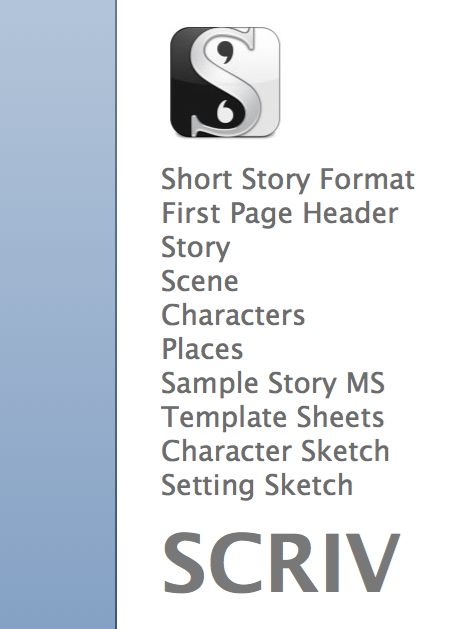 Short Story Format
First Page Header
Story
Scene
Characters
Places
Sample Story MS
Template Sheets
Character Sketch
Setting Sketch
SCRIV